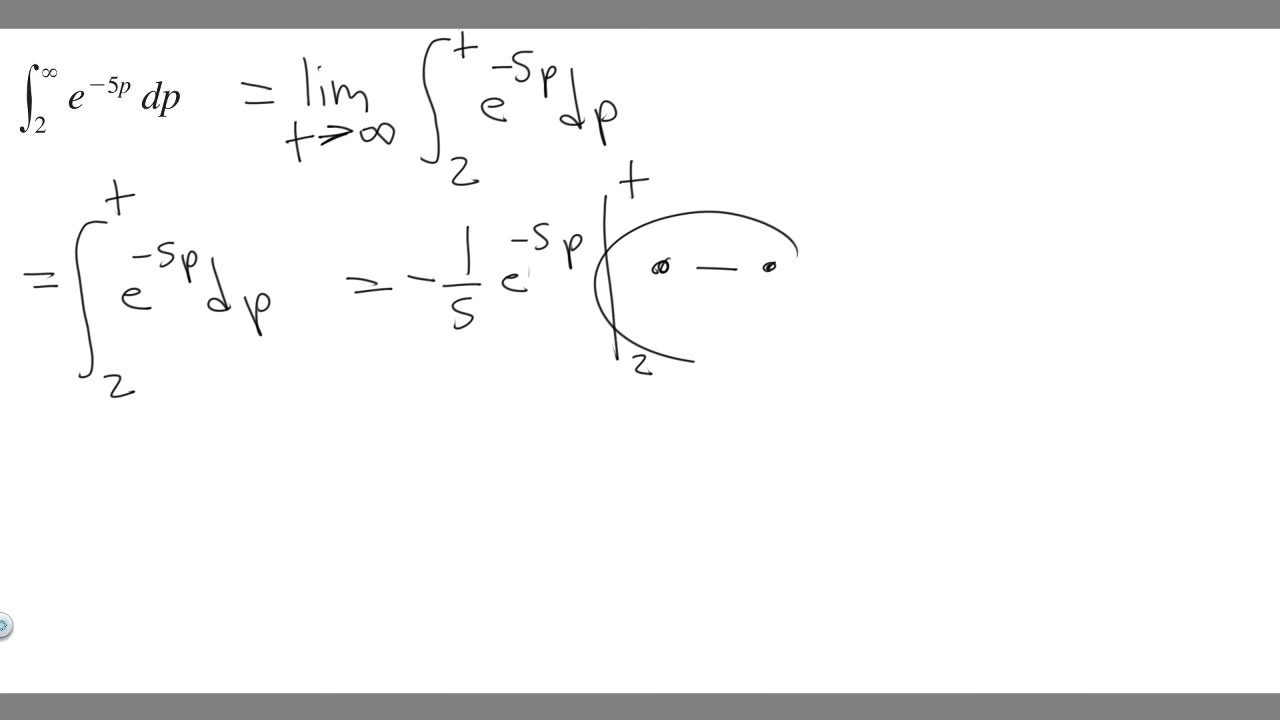 ∫₂^∞ e^{−5p} dp = lim_{t→∞} ∫₂^t e^{−5p} dp
= ∫₂^t e^{−5p} dp = −1/5 e^{−5p} |₂^t